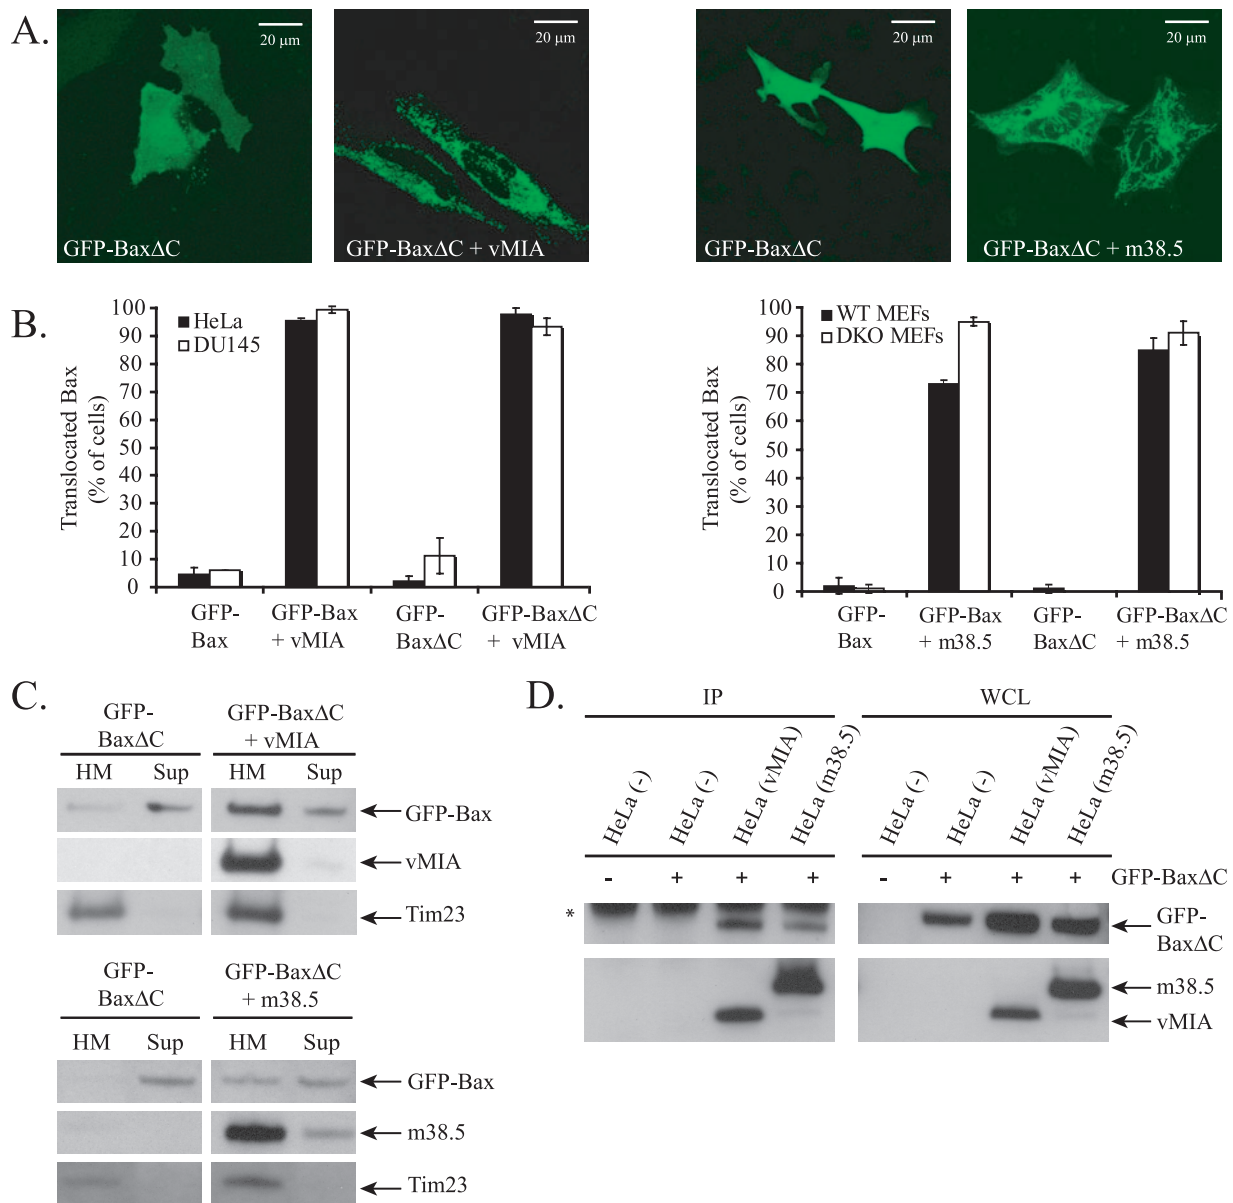 A.
20 μm
20 μm
20 μm
20 μm
GFP-BaxΔC
GFP-BaxΔC + vMIA
GFP-BaxΔC
GFP-BaxΔC + m38.5
B.
Translocated Bax
(% of cells)
100
90
80
70
60
50
40
30
20
10
0
HeLa
DU145
GFP-
Bax
GFP-Bax
+ vMIA
GFP-
BaxΔC
GFP-BaxΔC
+ vMIA
Translocated Bax
(% of cells)
100
90
80
70
60
50
40
30
20
10
0
WT MEFs
DKO MEFs
GFP-
Bax
GFP-Bax
+ m38.5
GFP-
BaxΔC
GFP-BaxΔC
+ m38.5
C.
GFP-
BaxΔC
GFP-BaxΔC
+ vMIA
HM
Sup
HM
Sup
GFP-Bax
vMIA
Tim23
GFP-
BaxΔC
GFP-BaxΔC
+ m38.5
HM
Sup
HM
Sup
GFP-Bax
m38.5
Tim23
D.
IP
WCL
HeLa (-)
HeLa (-)
HeLa (vMIA)
HeLa (m38.5)
HeLa (-)
HeLa (-)
HeLa (vMIA)
HeLa (m38.5)
- + + + - + + + GFP-BaxΔC
*
GFP-
BaxΔC
m38.5
vMIA